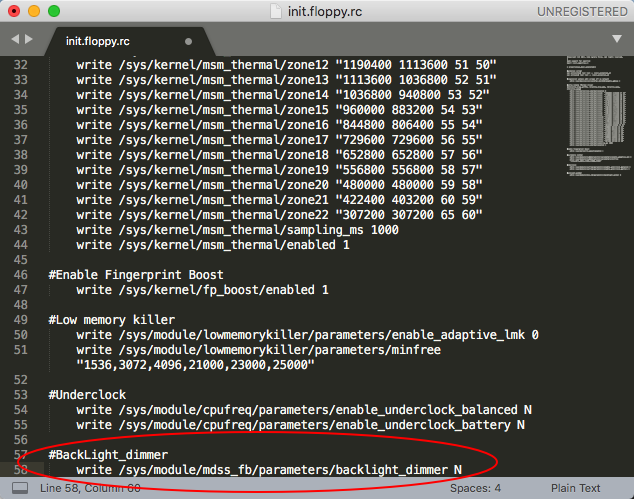 init.floppy.rc
UNREGISTERED
init.floppy.rc
32 write /sys/kernel/msm_thermal/zone12 "1190400 1113600 51 50"
33 write /sys/kernel/msm_thermal/zone13 "1113600 1036800 52 51"
34 write /sys/kernel/msm_thermal/zone14 "1036800 940800 53 52"
35 write /sys/kernel/msm_thermal/zone15 "960000 883200 54 53"
36 write /sys/kernel/msm_thermal/zone16 "844800 806400 55 54"
37 write /sys/kernel/msm_thermal/zone17 "729600 729600 56 55"
38 write /sys/kernel/msm_thermal/zone18 "652800 652800 57 56"
39 write /sys/kernel/msm_thermal/zone19 "556800 556800 58 57"
40 write /sys/kernel/msm_thermal/zone20 "480000 480000 59 58"
41 write /sys/kernel/msm_thermal/zone21 "422400 403200 60 59"
42 write /sys/kernel/msm_thermal/zone22 "307200 307200 65 60"
43 write /sys/kernel/msm_thermal/sampling_ms 1000
44 write /sys/kernel/msm_thermal/enabled 1
45
46 #Enable Fingerprint Boost
47 write /sys/kernel/fp_boost/enabled 1
48
49 #Low memory killer
50 write /sys/module/lowmemorykiller/parameters/enable_adaptive_lmk 0
51 write /sys/module/lowmemorykiller/parameters/minfree
"1536,3072,4096,21000,23000,25000"
52
53 #Underclock
54 write /sys/module/cpufreq/parameters/enable_underclock_balanced N
55 write /sys/module/cpufreq/parameters/enable_underclock_battery N
56
57 #BackLight_dimmer
58 write /sys/module/mdss_fb/parameters/backlight_dimmer N
Line 58, Column 60
Spaces: 4
Plain Text